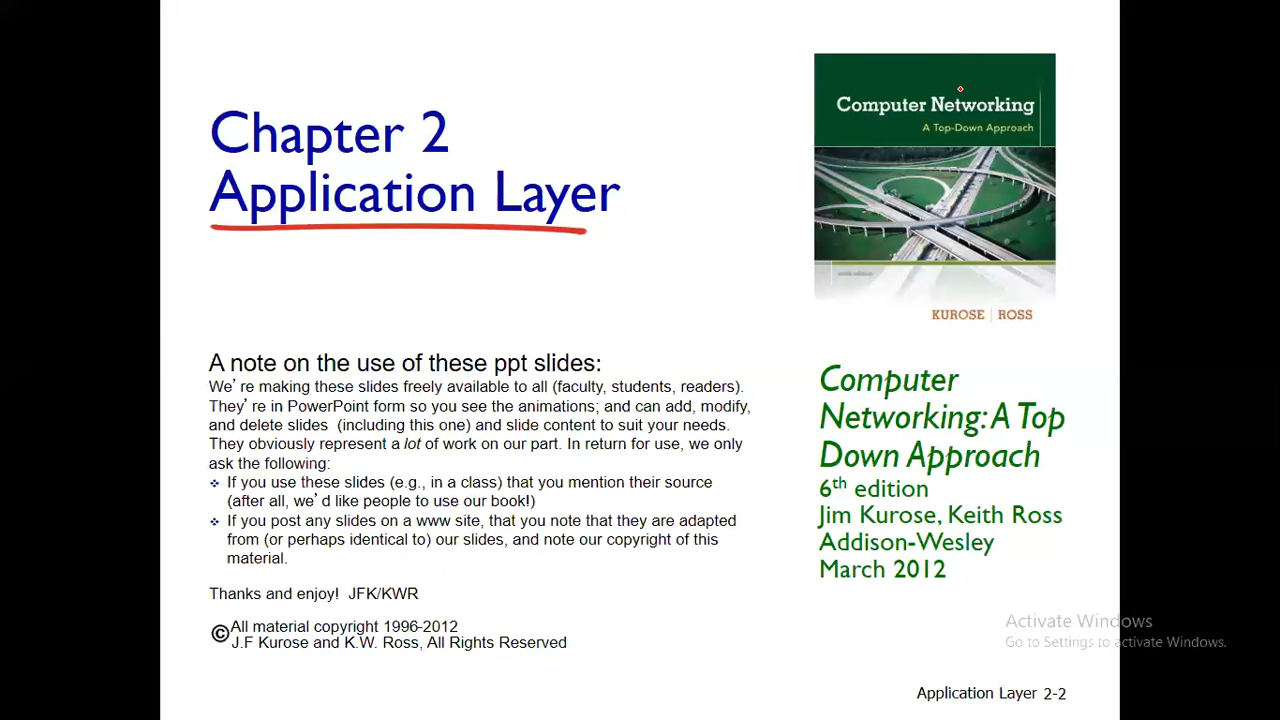 Chapter 2
Application Layer
Computer Networking
A Top-Down Approach
KUROSE | ROSS
A note on the use of these ppt slides:
We’re making these slides freely available to all (faculty, students, readers).
They’re in PowerPoint form so you see the animations; and can add, modify,
and delete slides (including this one) and slide content to suit your needs.
They obviously represent a lot of work on our part. In return for use, we only
ask the following:
❖ If you use these slides (e.g., in a class) that you mention their source
(after all, we’d like people to use our book!)
❖ If you post any slides on a www site, that you note that they are adapted
from (or perhaps identical to) our slides, and note our copyright of this
material.
Thanks and enjoy! JFK/KWR
© All material copyright 1996-2012
J.F Kurose and K.W. Ross, All Rights Reserved
Computer
Networking: A Top
Down Approach
6th edition
Jim Kurose, Keith Ross
Addison-Wesley
March 2012
Activate Windows
Go to Settings to activate Windows.
Application Layer 2-2